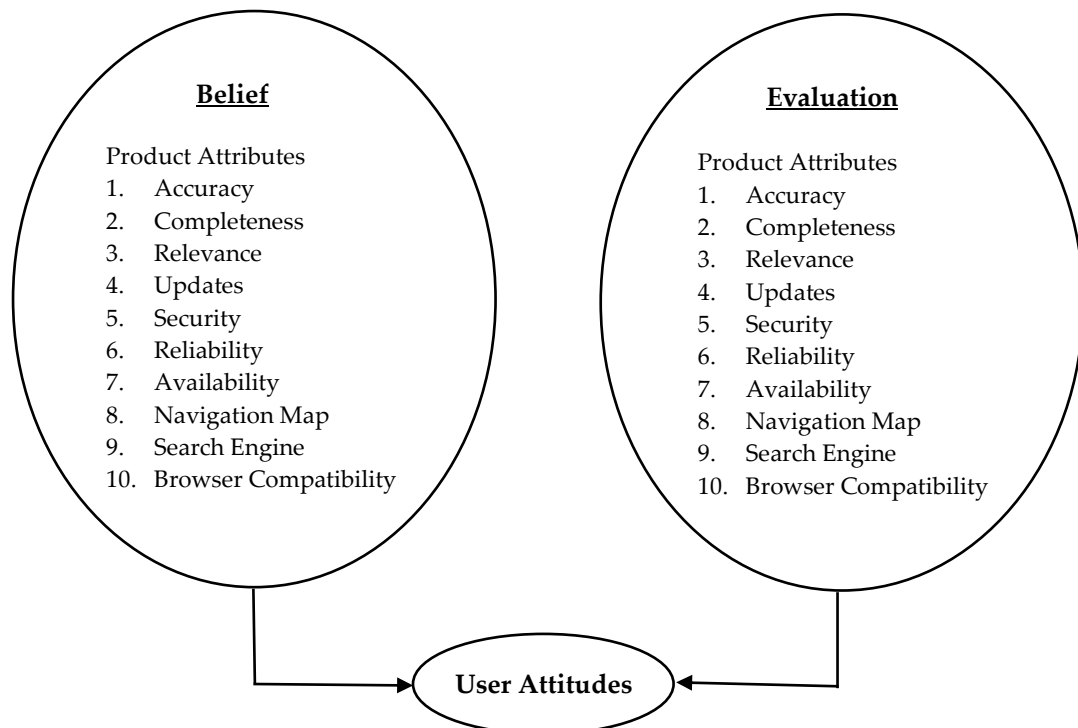 Belief
Product Attributes
1. Accuracy
2. Completeness
3. Relevance
4. Updates
5. Security
6. Reliability
7. Availability
8. Navigation Map
9. Search Engine
10. Browser Compatibility
Evaluation
Product Attributes
1. Accuracy
2. Completeness
3. Relevance
4. Updates
5. Security
6. Reliability
7. Availability
8. Navigation Map
9. Search Engine
10. Browser Compatibility
User Attitudes